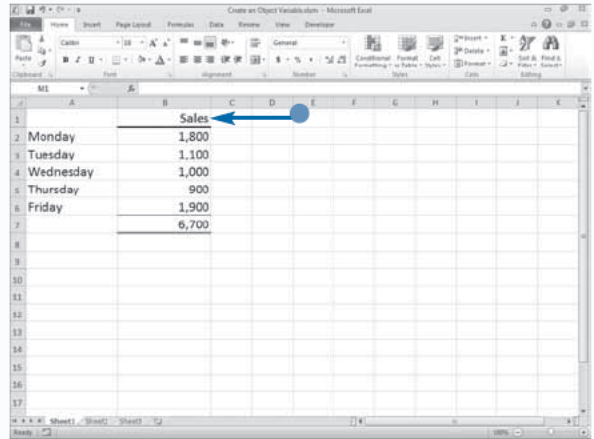 Create an Object Variable.xlsm - Microsoft Excel
File Home Insert Page Layout Formulas Data Review View Developer
Calibri 11 General
Paste Conditional Formatting Format as Table Cell Styles Insert Delete Format Sort & Filter Find & Select
Clipboard Font Alignment Number Styles Cells Editing
M1 fx
A B C D E F G H I J K
1 Sales
2 Monday 1,800
3 Tuesday 1,100
4 Wednesday 1,000
5 Thursday 900
6 Friday 1,900
7 6,700
8
9
10
11
12
13
14
15
16
17
Sheet1 Sheet2 Sheet3
Ready 100%